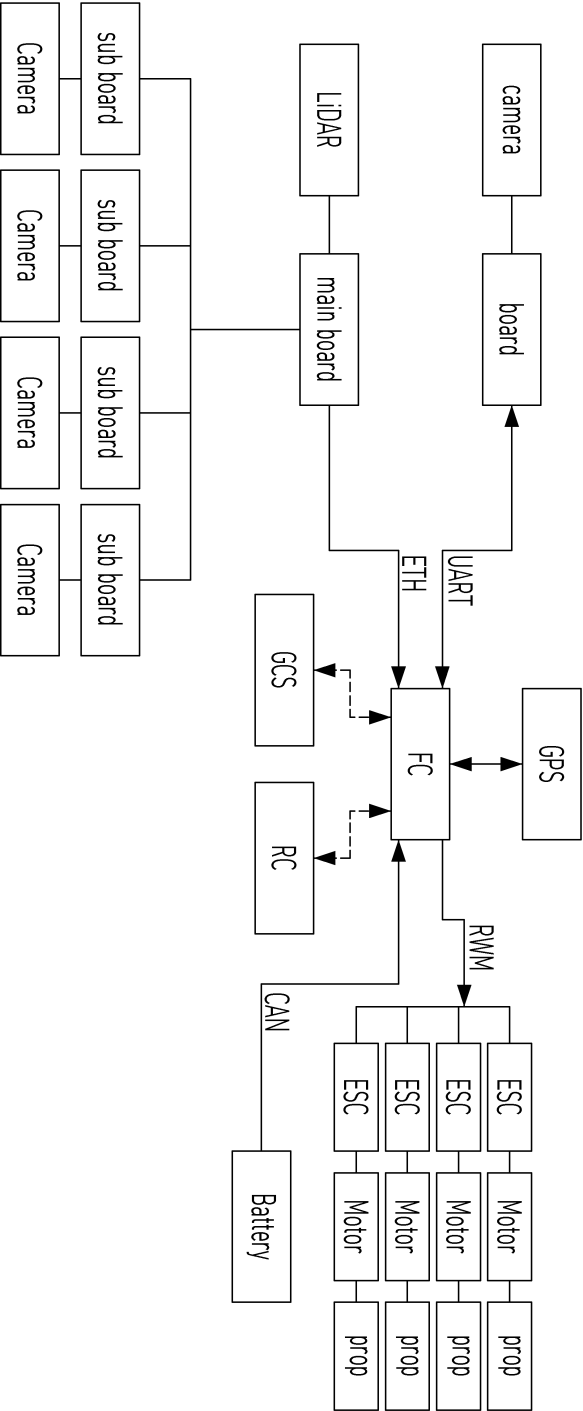 camera
board
UART
GPS
LiDAR
main board
ETH
FC
RWM
GCS
RC
CAN
Battery
ESC
Motor
prop
ESC
Motor
prop
ESC
Motor
prop
ESC
Motor
prop
sub board
sub board
sub board
sub board
Camera
Camera
Camera
Camera